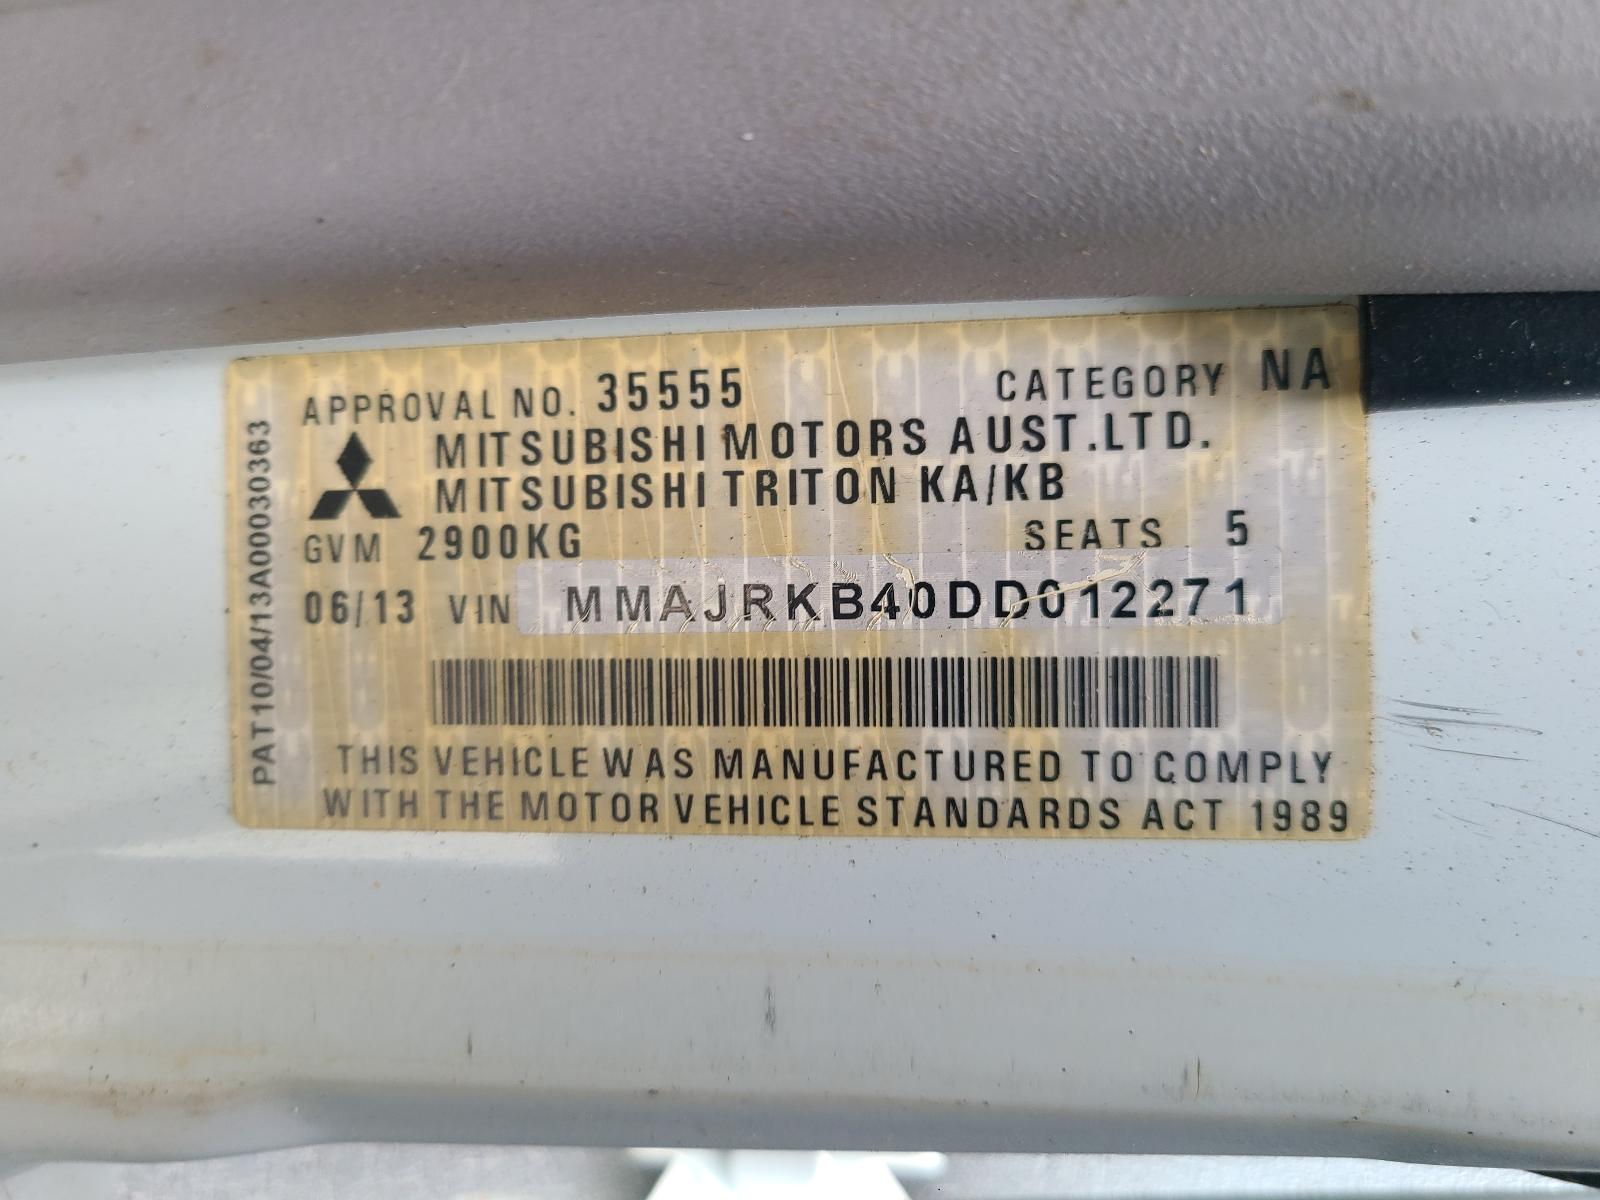 APPROVAL NO. 35555 CATEGORY NA
MITSUBISHI MOTORS AUST.LTD.
MITSUBISHI TRITON KA/KB
GVM 2900KG SEATS 5
06/13 VIN MMAJRKB40DD012271
THIS VEHICLE WAS MANUFACTURED TO COMPLY
WITH THE MOTOR VEHICLE STANDARDS ACT 1989
PAT10/04/13A00030363